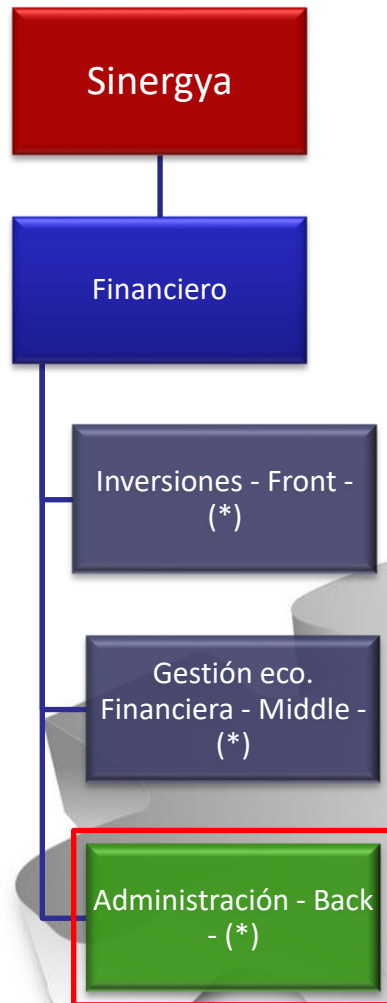 Sinergya
Financiero
Inversiones - Front -
(*)
Gestión eco.
Financiera - Middle -
(*)
Administración - Back
- (*)